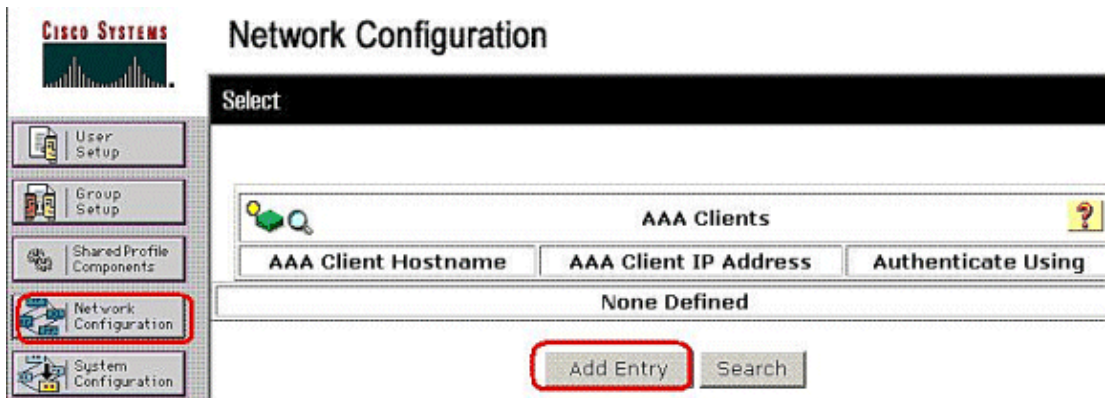 CISCO SYSTEMS
Network Configuration
Select
User
Setup
Group
Setup
Shared Profile
Components
Network
Configuration
System
Configuration
AAA Clients
?
AAA Client Hostname
AAA Client IP Address
Authenticate Using
None Defined
Add Entry
Search